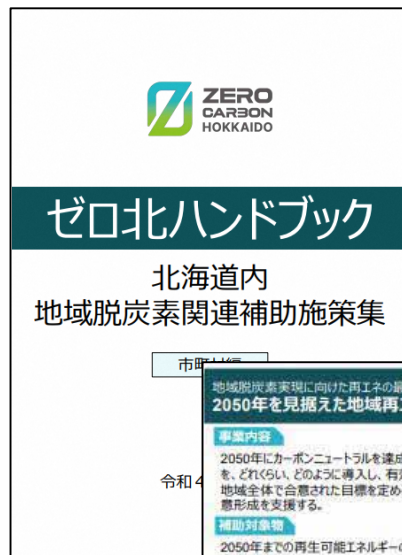 ZERO
CARBON
HOKKAIDO
ゼロ北ハンドブック
北海道内
地域脱炭素関連補助施策集
市町村編
令和４
地域脱炭素実現に向けた再エネの最
2050年を見据えた地域再エ
事業内容
2050年にカーボンニュートラルを達成
を、どれくらい、どのように導入し、有効
地域全体で合意された目標を定め
意形成を支援する。
補助対象物
2050年までの再生可能エネルギーの